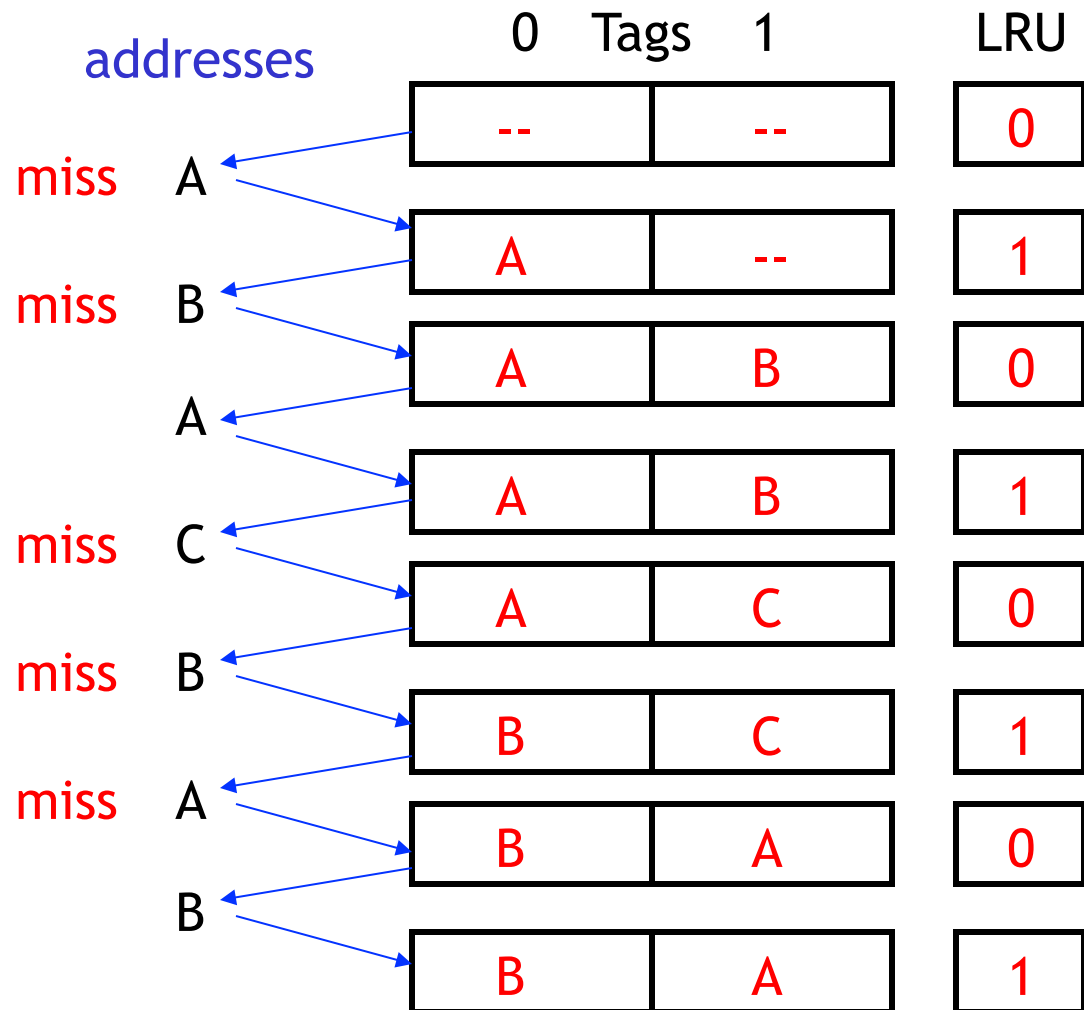 0 Tags 1 LRU
addresses
-- -- 0
miss A
A -- 1
miss B
A B 0
A
A B 1
miss C
A C 0
miss B
B C 1
miss A
B A 0
B
B A 1